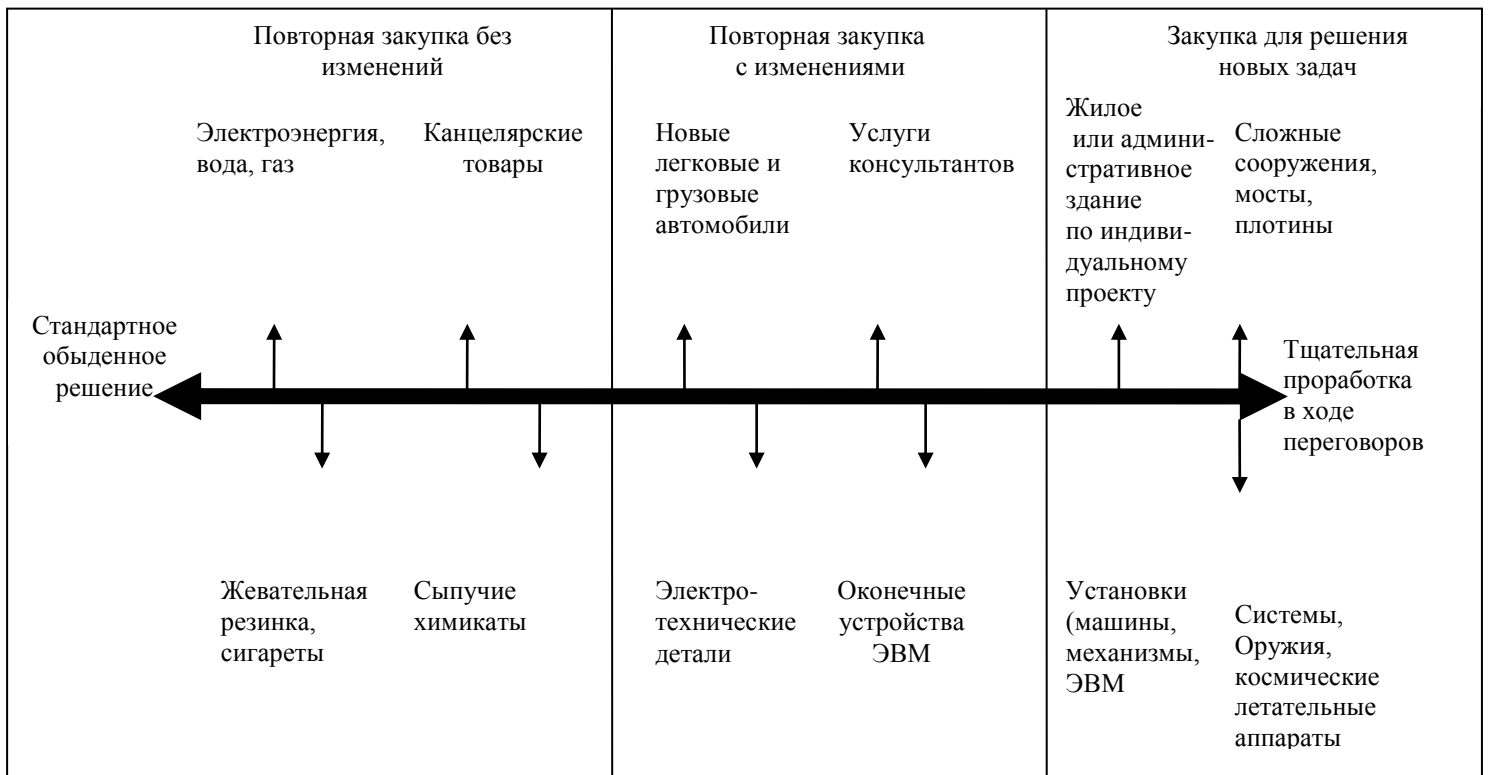 Повторная закупка без
изменений
Повторная закупка
с изменениями
Закупка для решения
новых задач
Электроэнергия,
вода, газ
Канцелярские
товары
Новые
легковые и
грузовые
автомобили
Услуги
консультантов
Жилое
или админи-
стративное
здание
по индиви-
дуальному
проекту
Сложные
сооружения,
мосты,
плотины
Стандартное
обыденное
решение
Тщательная
проработка
в ходе
переговоров
Жевательная
резинка,
сигареты
Сыпучие
химикаты
Электро-
технические
детали
Оконечные
устройства
ЭВМ
Установки
(машины,
механизмы,
ЭВМ
Системы,
Оружия,
космические
летательные
аппараты